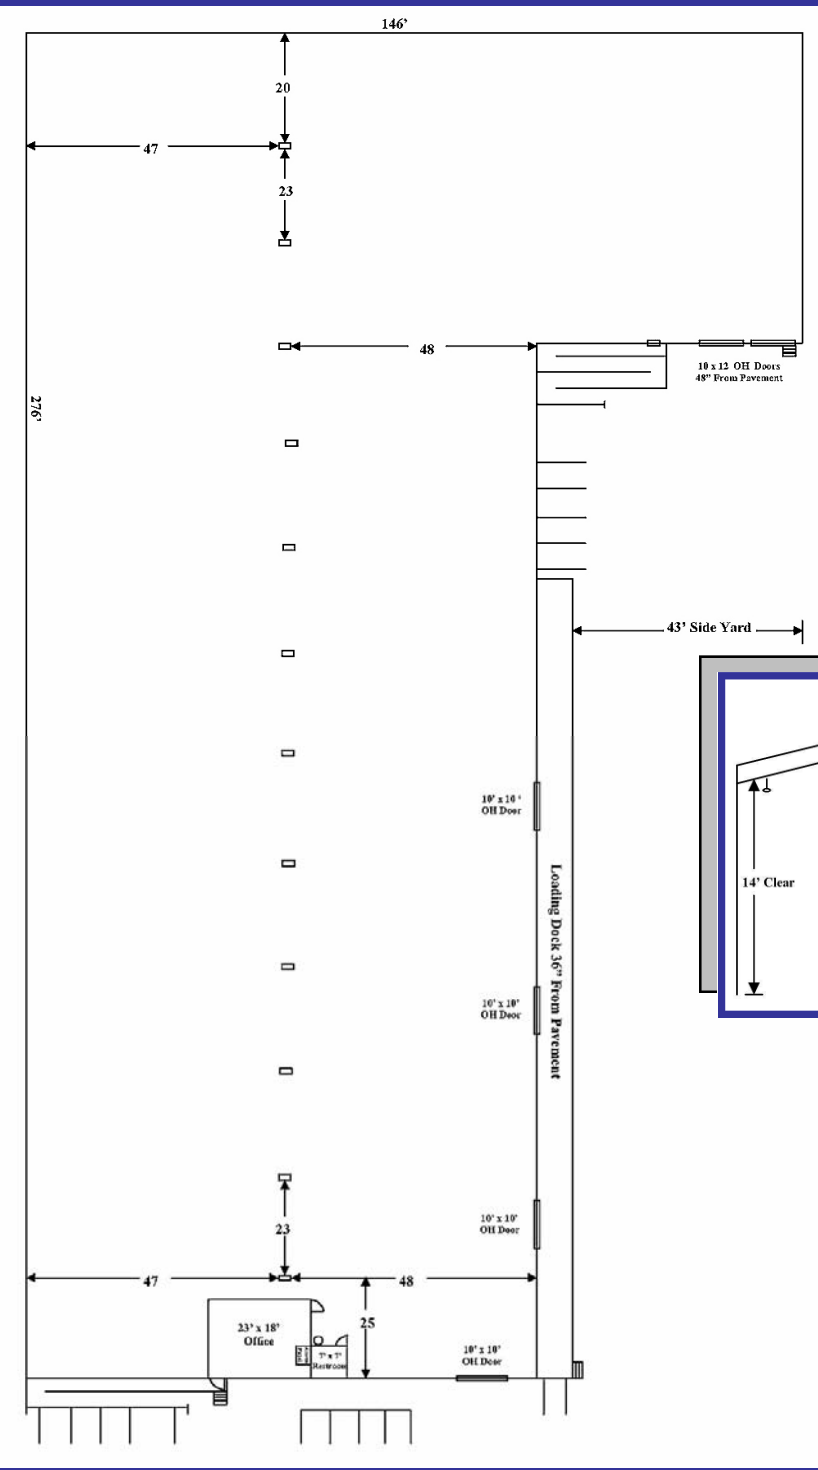 146’
20
47
23
48
10 x 12 OH Doors
48” From Pavement
276’
43’ Side Yard
10’ x 10‘
OH Door
14’ Clear
Loading Dock 36” From Pavement
10’ x 10’
OH Door
10’ x 10’
OH Door
23
47
48
25
23’ x 18’
Office
7’ x 7’
Restroom
10’ x 10’
OH Door